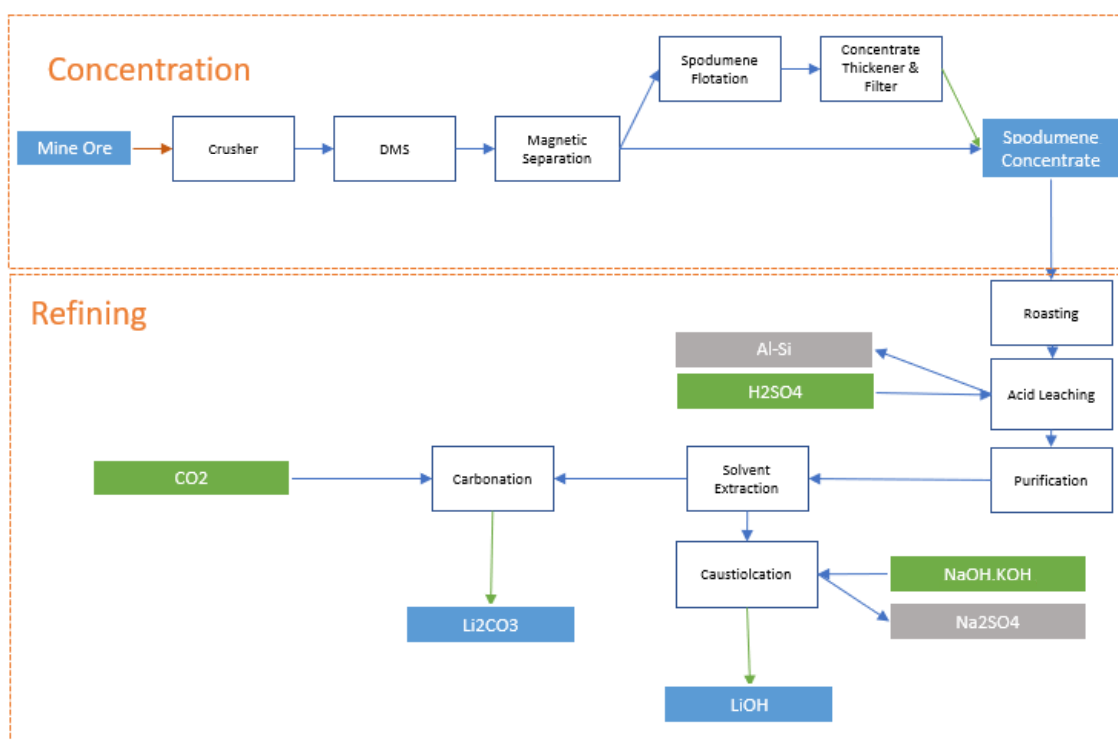 Concentration
Mine Ore
Crusher
DMS
Magnetic
Separation
Spodumene
Flotation
Concentrate
Thickener &
Filter
Spodumene
Concentrate
Refining
Roasting
Al-Si
H2SO4
Acid Leaching
CO2
Carbonation
Solvent
Extraction
Purification
Caustiolcation
NaOH.KOH
Na2SO4
Li2CO3
LiOH